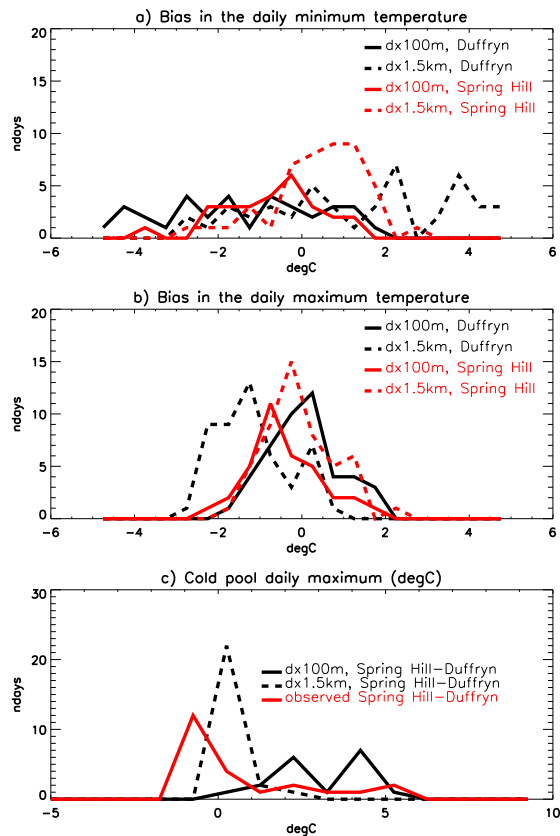 a) Bias in the daily minimum temperature
20
15
10
5
0
ndays
dx100m, Duffryn
dx1.5km, Duffryn
dx100m, Spring Hill
dx1.5km, Spring Hill
-6 -4 -2 0 2 4 6
degC
b) Bias in the daily maximum temperature
20
15
10
5
0
ndays
dx100m, Duffryn
dx1.5km, Duffryn
dx100m, Spring Hill
dx1.5km, Spring Hill
-6 -4 -2 0 2 4 6
degC
c) Cold pool daily maximum (degC)
30
20
10
0
ndays
dx100m, Spring Hill-Duffryn
dx1.5km, Spring Hill-Duffryn
observed Spring Hill-Duffryn
-5 0 5 10
degC